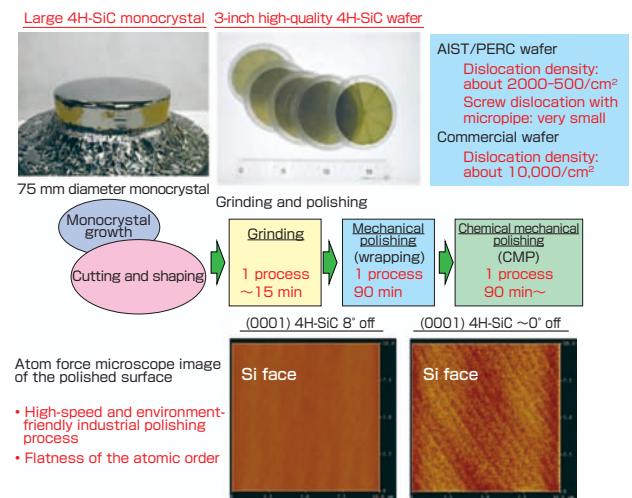 Large 4H-SiC monocrystal
3-inch high-quality 4H-SiC wafer
AIST/PERC wafer
Dislocation density:
about 2000-500/cm²
Screw dislocation with
micropipe: very small
Commercial wafer
Dislocation density:
about 10,000/cm²
0 5 10 15
75 mm diameter monocrystal
Grinding and polishing
Monocrystal
growth
Cutting and shaping
Grinding
1 process
~15 min
Mechanical
polishing
(wrapping)
1 process
90 min
Chemical mechanical
polishing
(CMP)
1 process
90 min~
(0001) 4H-SiC 8° off
(0001) 4H-SiC ~0° off
Atom force microscope image
of the polished surface
• High-speed and environment-
friendly industrial polishing
process
• Flatness of the atomic order
Si face
Si face